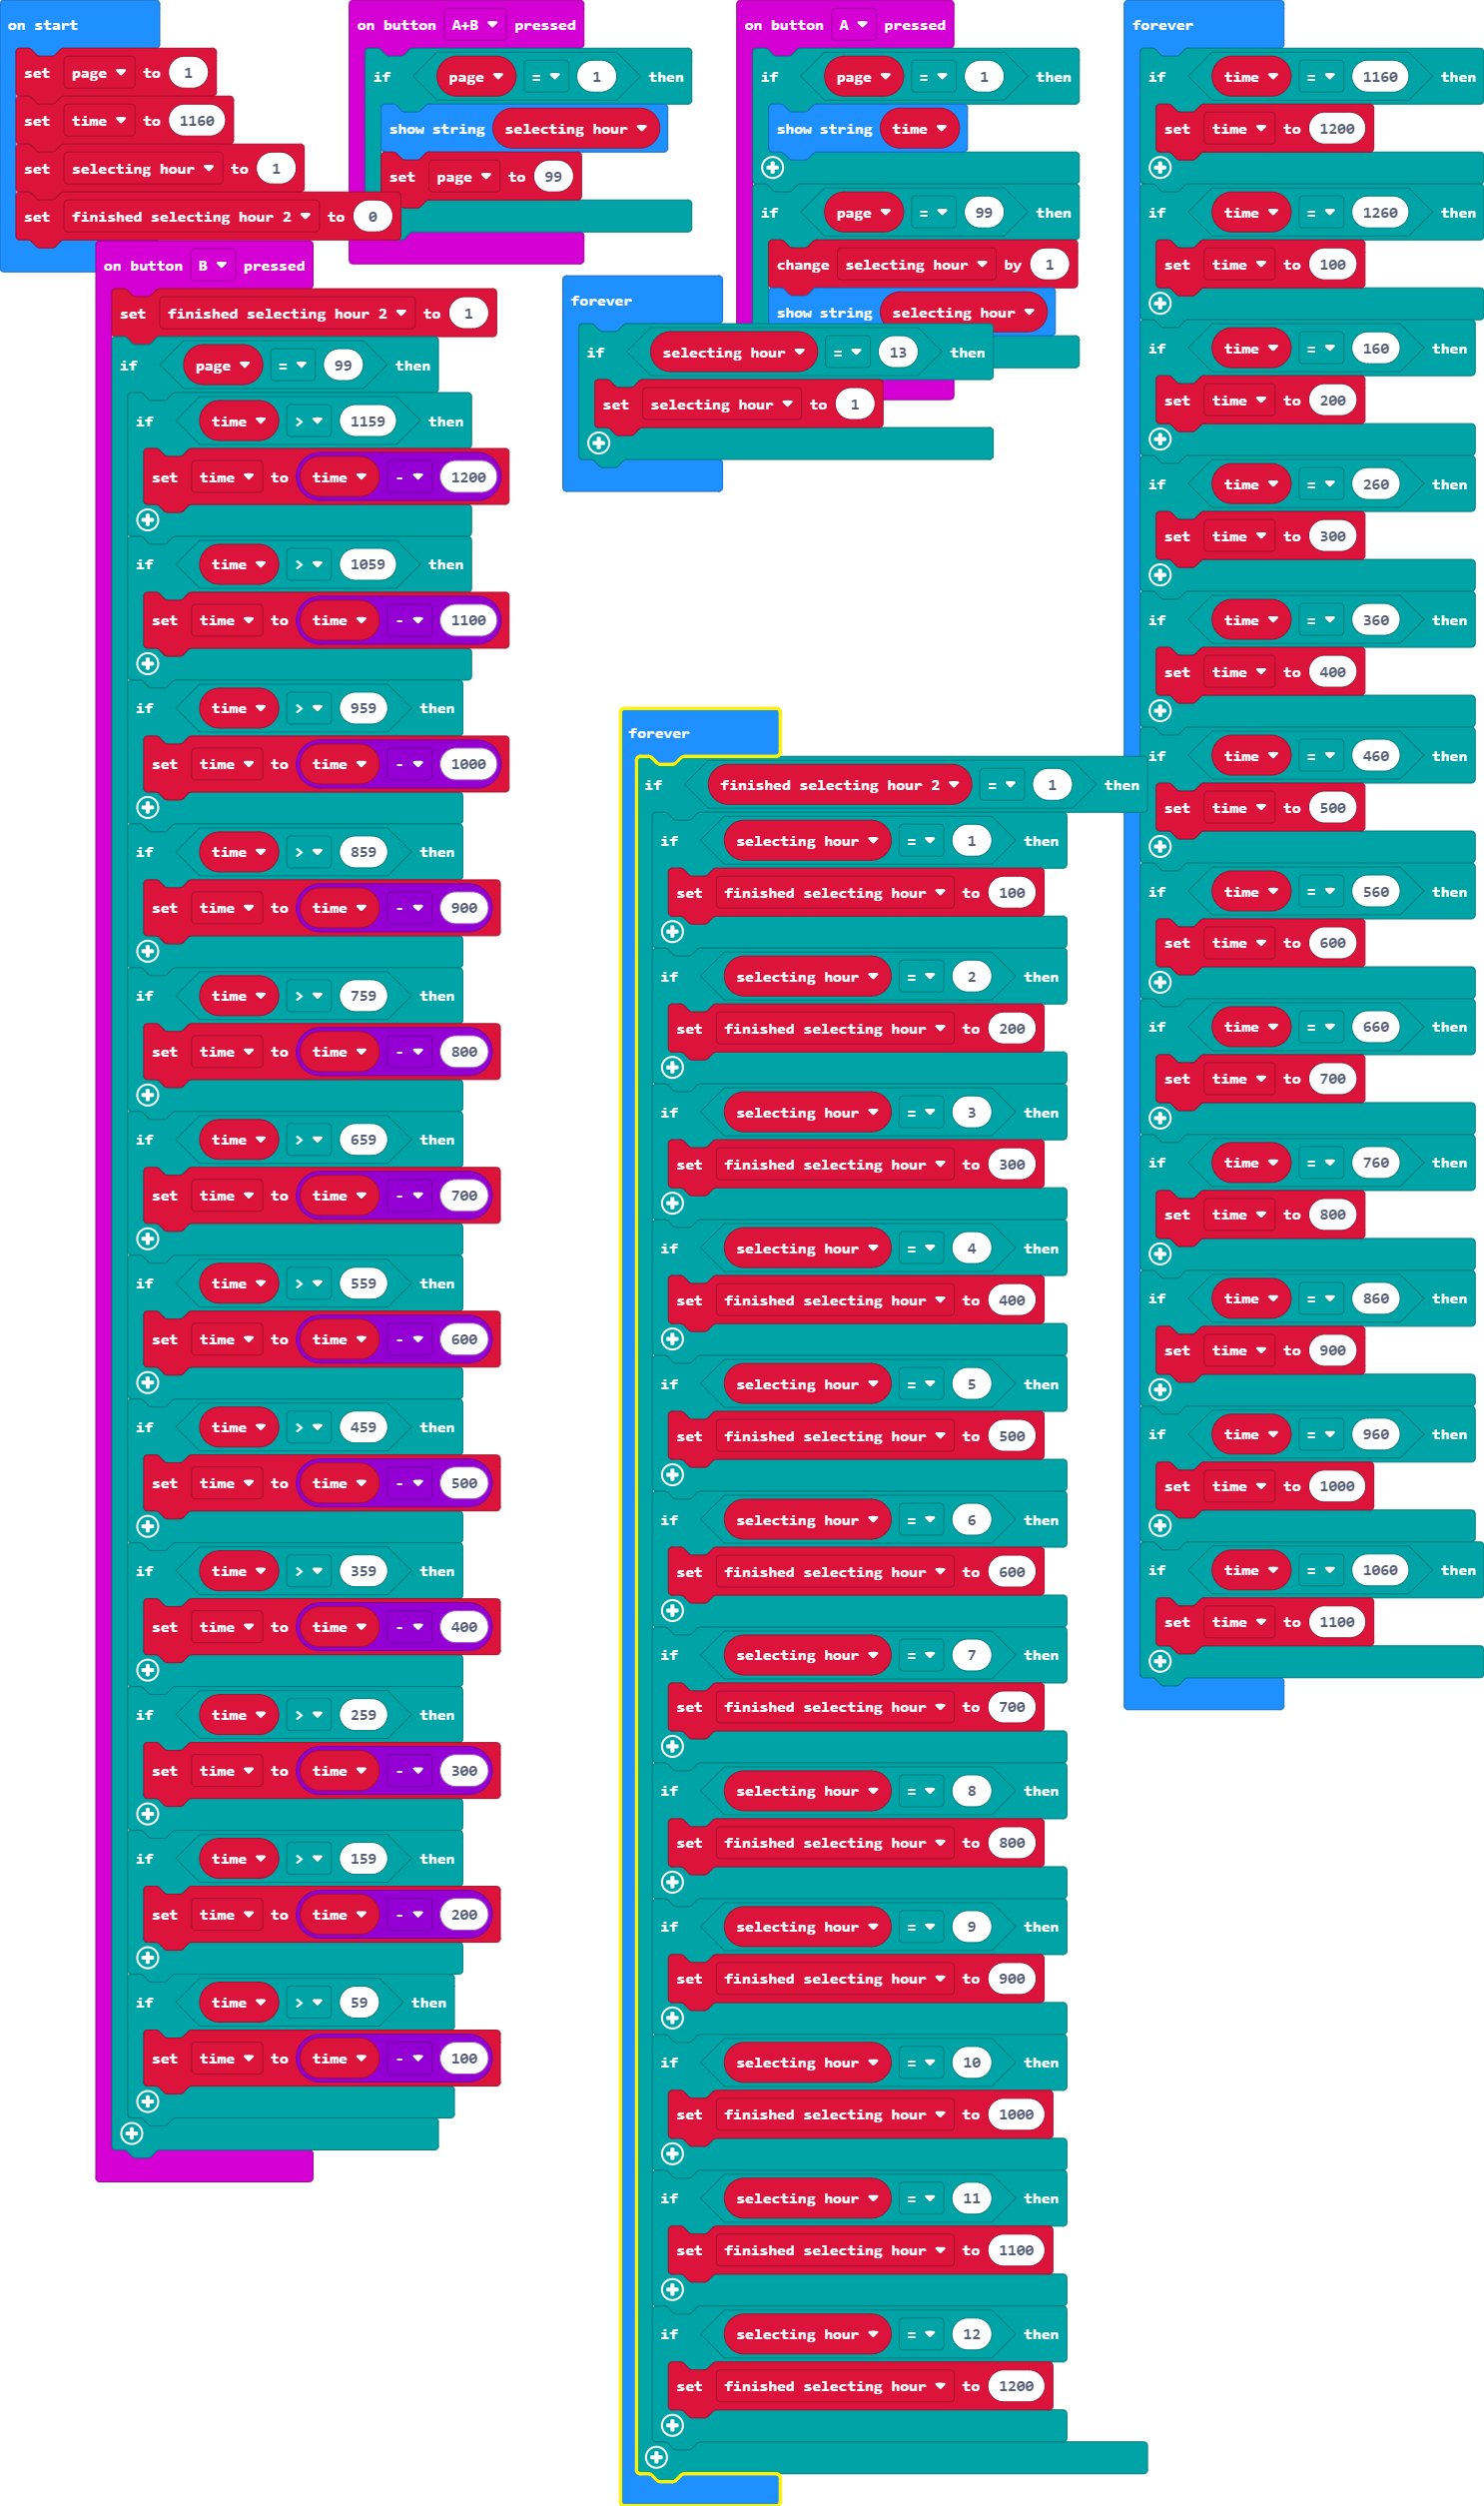 on start
set page to 1
set time to 1160
set selecting hour to 1
set finished selecting hour 2 to 0
on button A+B pressed
if page = 1 then
show string selecting hour
set page to 99
on button A pressed
if page = 1 then
show string time
if page = 99 then
change selecting hour by 1
show string selecting hour
forever
if selecting hour = 13 then
set selecting hour to 1
on button B pressed
set finished selecting hour 2 to 1
if page = 99 then
if time > 1159 then
set time to time - 1200
if time > 1059 then
set time to time - 1100
if time > 959 then
set time to time - 1000
if time > 859 then
set time to time - 900
if time > 759 then
set time to time - 800
if time > 659 then
set time to time - 700
if time > 559 then
set time to time - 600
if time > 459 then
set time to time - 500
if time > 359 then
set time to time - 400
if time > 259 then
set time to time - 300
if time > 159 then
set time to time - 200
if time > 59 then
set time to time - 100
forever
if finished selecting hour 2 = 1 then
if selecting hour = 1 then
set finished selecting hour to 100
if selecting hour = 2 then
set finished selecting hour to 200
if selecting hour = 3 then
set finished selecting hour to 300
if selecting hour = 4 then
set finished selecting hour to 400
if selecting hour = 5 then
set finished selecting hour to 500
if selecting hour = 6 then
set finished selecting hour to 600
if selecting hour = 7 then
set finished selecting hour to 700
if selecting hour = 8 then
set finished selecting hour to 800
if selecting hour = 9 then
set finished selecting hour to 900
if selecting hour = 10 then
set finished selecting hour to 1000
if selecting hour = 11 then
set finished selecting hour to 1100
if selecting hour = 12 then
set finished selecting hour to 1200
forever
if time = 1160 then
set time to 1200
if time = 1260 then
set time to 100
if time = 160 then
set time to 200
if time = 260 then
set time to 300
if time = 360 then
set time to 400
if time = 460 then
set time to 500
if time = 560 then
set time to 600
if time = 660 then
set time to 700
if time = 760 then
set time to 800
if time = 860 then
set time to 900
if time = 960 then
set time to 1000
if time = 1060 then
set time to 1100